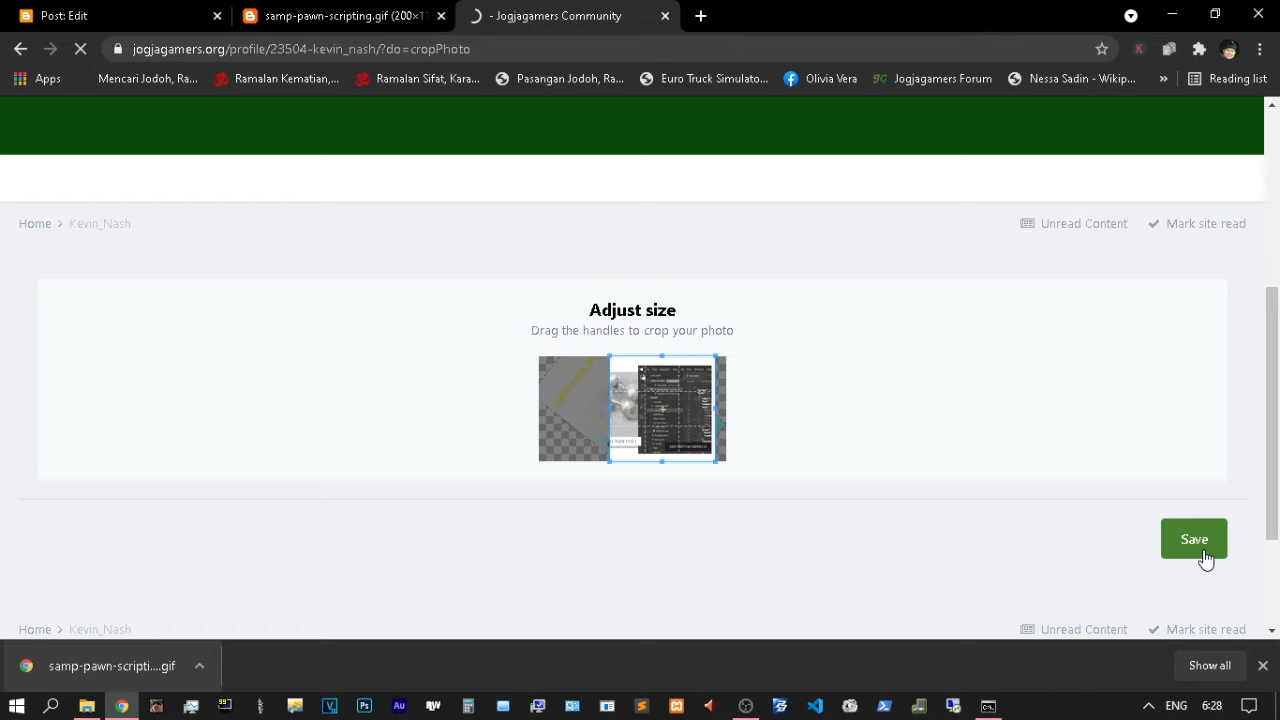 Post: Edit
samp-pawn-scripting.gif (200×11
- Jogjagamers Community
jogjagamers.org/profile/23504-kevin_nash/?do=cropPhoto
Apps
Mencari Jodoh, Ra...
Ramalan Kematian,...
Ramalan Sifat, Kara...
Pasangan Jodoh, Ra...
Euro Truck Simulato...
Olivia Vera
Jogjagamers Forum
Nessa Sadin - Wikip...
»
Reading list
Home > Kevin_Nash
Unread Content
Mark site read
Adjust size
Drag the handles to crop your photo
Save
Home > Kevin_Nash
Unread Content
Mark site read
samp-pawn-scripti....gif
Show all
6:28